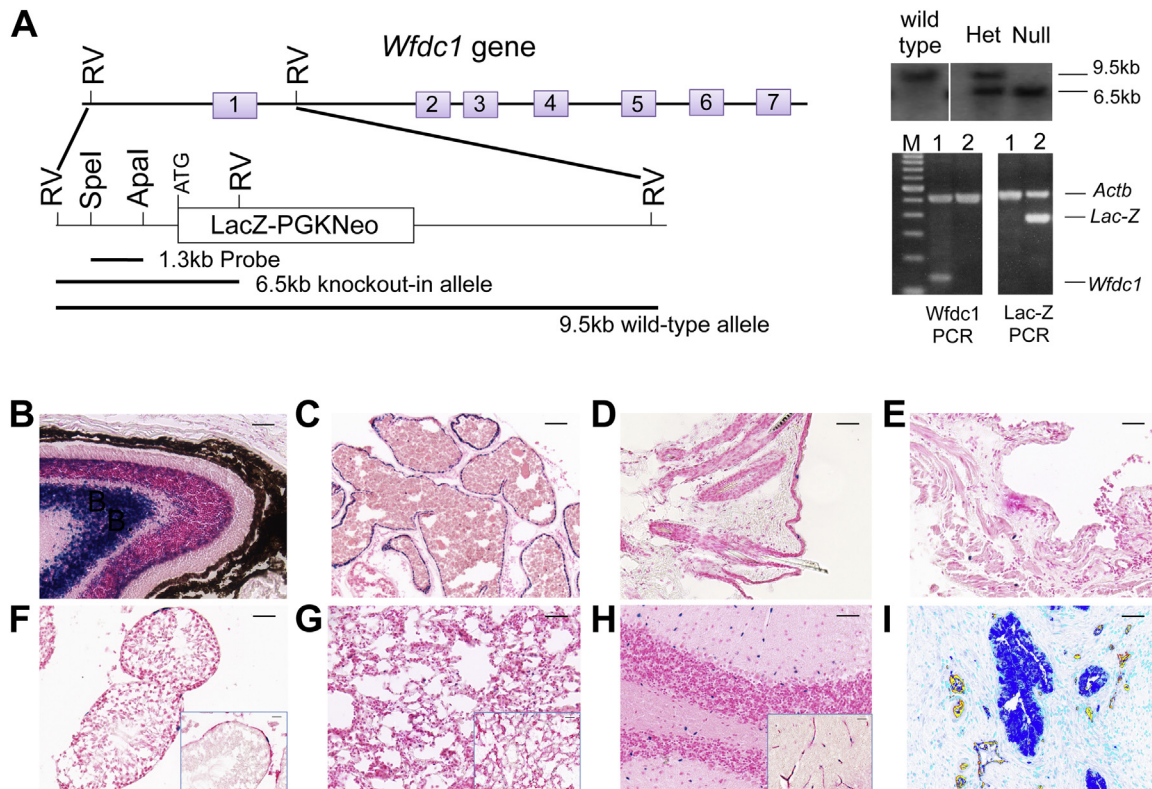 A
Wfdc1 gene
RV
RV
1
2
3
4
5
6
7
RV
SpeI
ApaI
ATG
RV
RV
LacZ-PGKNeo
1.3kb Probe
6.5kb knockout-in allele
9.5kb wild-type allele
wild
type
Het
Null
9.5kb
6.5kb
M
1
2
1
2
Actb
Lac-Z
Wfdc1
Wfdc1
PCR
Lac-Z
PCR
B
B
B
C
D
E
F
G
H
I